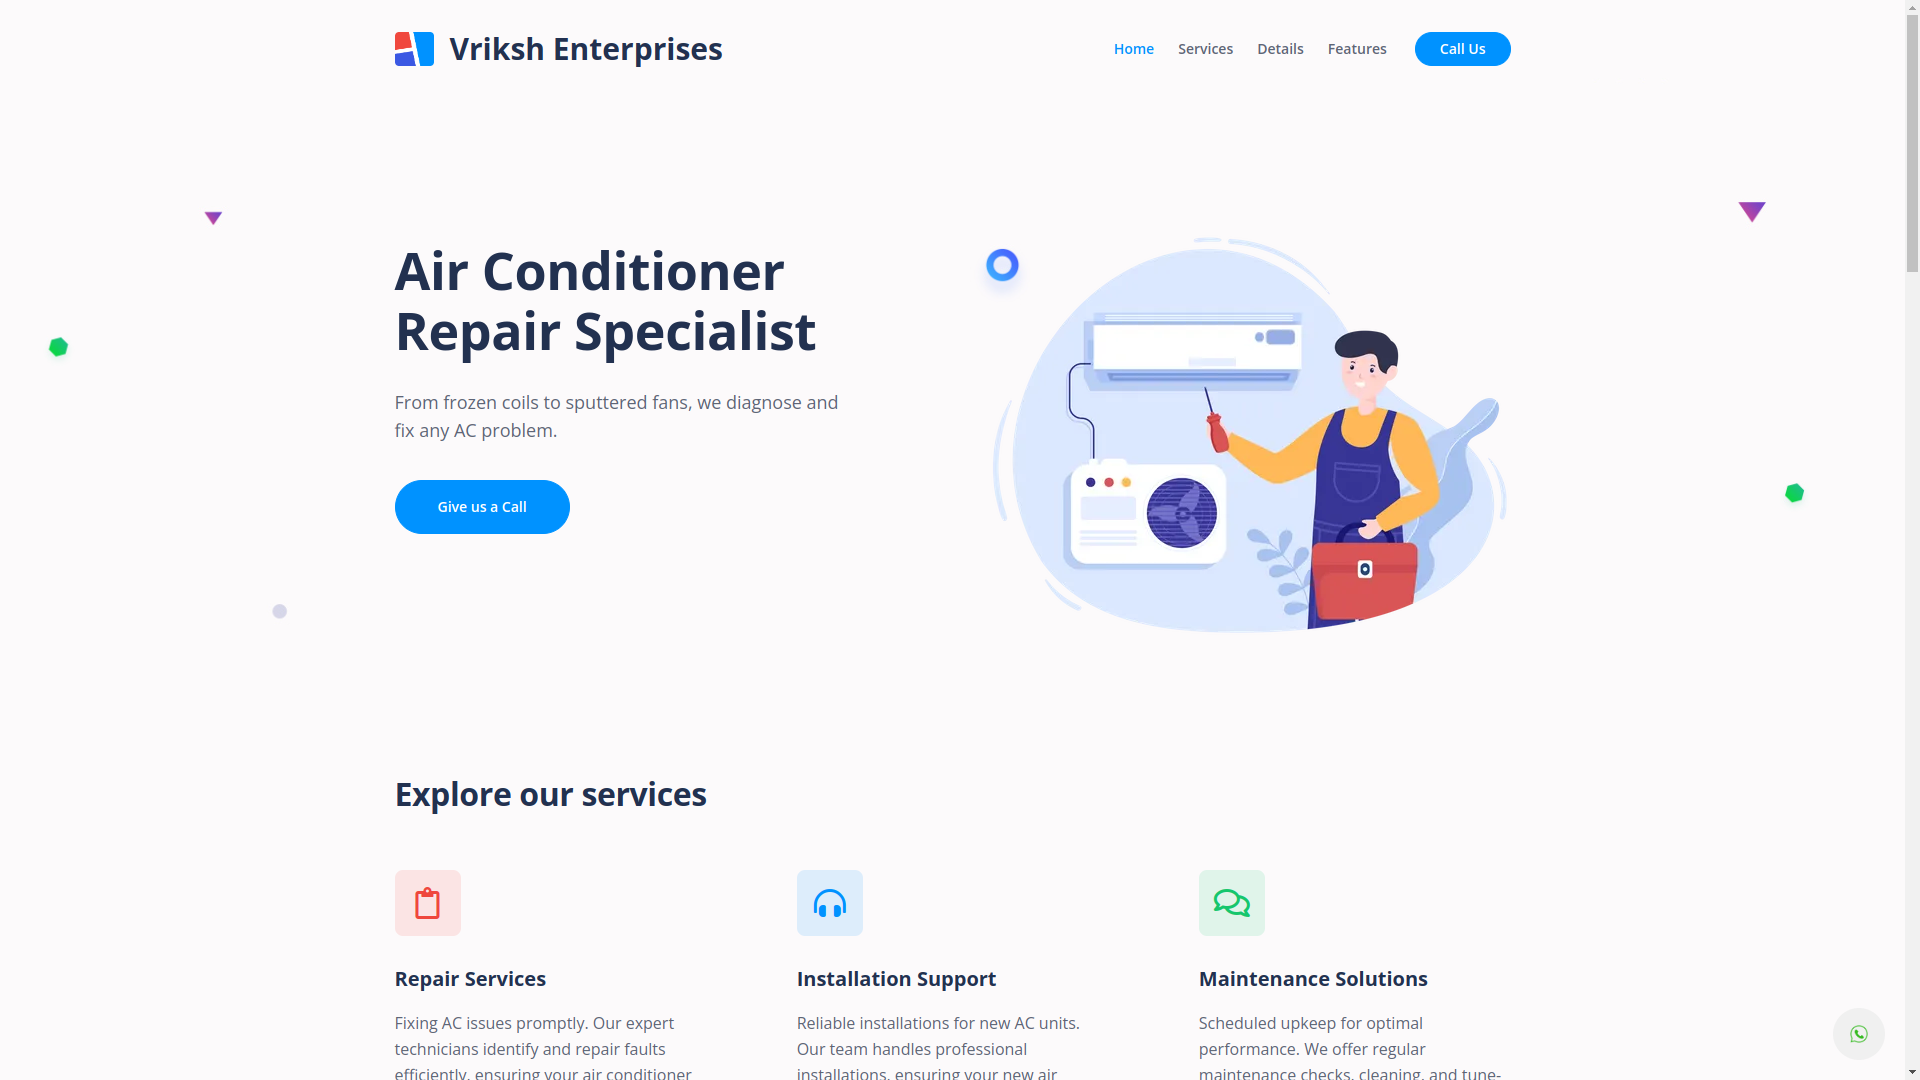 Vriksh Enterprises
Home
Services
Details
Features
Call Us
Air Conditioner
Repair Specialist
From frozen coils to sputtered fans, we diagnose and
fix any AC problem.
Give us a Call
Explore our services
Repair Services
Fixing AC issues promptly. Our expert
technicians identify and repair faults
efficiently, ensuring your air conditioner
Installation Support
Reliable installations for new AC units.
Our team handles professional
installations, ensuring your new air
Maintenance Solutions
Scheduled upkeep for optimal
performance. We offer regular
maintenance checks, cleaning, and tune-